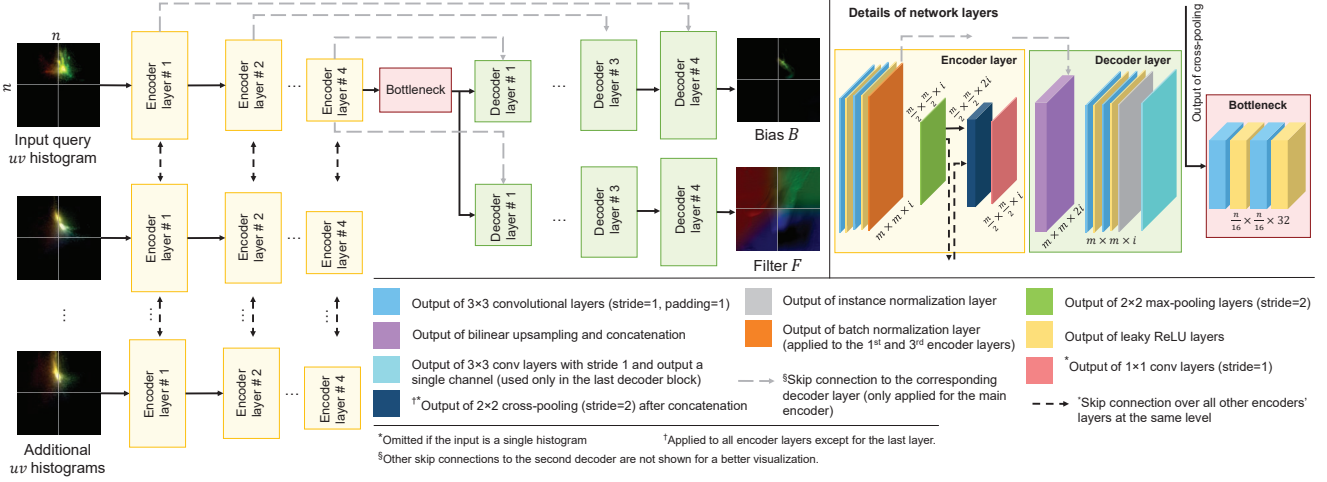 n
n
Input query
uv histogram
Encoder
layer # 1
Encoder
layer # 2
...
Encoder
layer # 4
Bottleneck
Decoder
layer # 1
...
Decoder
layer # 3
Decoder
layer # 4
Bias B
Decoder
layer # 1
...
Decoder
layer # 3
Decoder
layer # 4
Filter F
Encoder
layer # 1
Encoder
layer # 2
...
Encoder
layer # 4
...
...
...
Encoder
layer # 1
Encoder
layer # 2
...
Encoder
layer # 4
Additional
uv histograms
Details of network layers
Encoder layer
m × m × i
m/2 × m/2 × i
m/2 × m/2 × 2i
m/2 × m/2 × i
Decoder layer
m × m × 2i
m × m × i
Output of cross-pooling
Bottleneck
n/16 × n/16 × 32
Output of 3×3 convolutional layers (stride=1, padding=1)
Output of bilinear upsampling and concatenation
Output of 3×3 conv layers with stride 1 and output a
single channel (used only in the last decoder block)
†*Output of 2×2 cross-pooling (stride=2) after concatenation
Output of instance normalization layer
Output of batch normalization layer
(applied to the 1st and 3rd encoder layers)
§Skip connection to the corresponding
decoder layer (only applied for the main
encoder)
Output of 2×2 max-pooling layers (stride=2)
Output of leaky ReLU layers
*Output of 1×1 conv layers (stride=1)
*Skip connection over all other encoders'
layers at the same level
*Omitted if the input is a single histogram
†Applied to all encoder layers except for the last layer.
§Other skip connections to the second decoder are not shown for a better visualization.